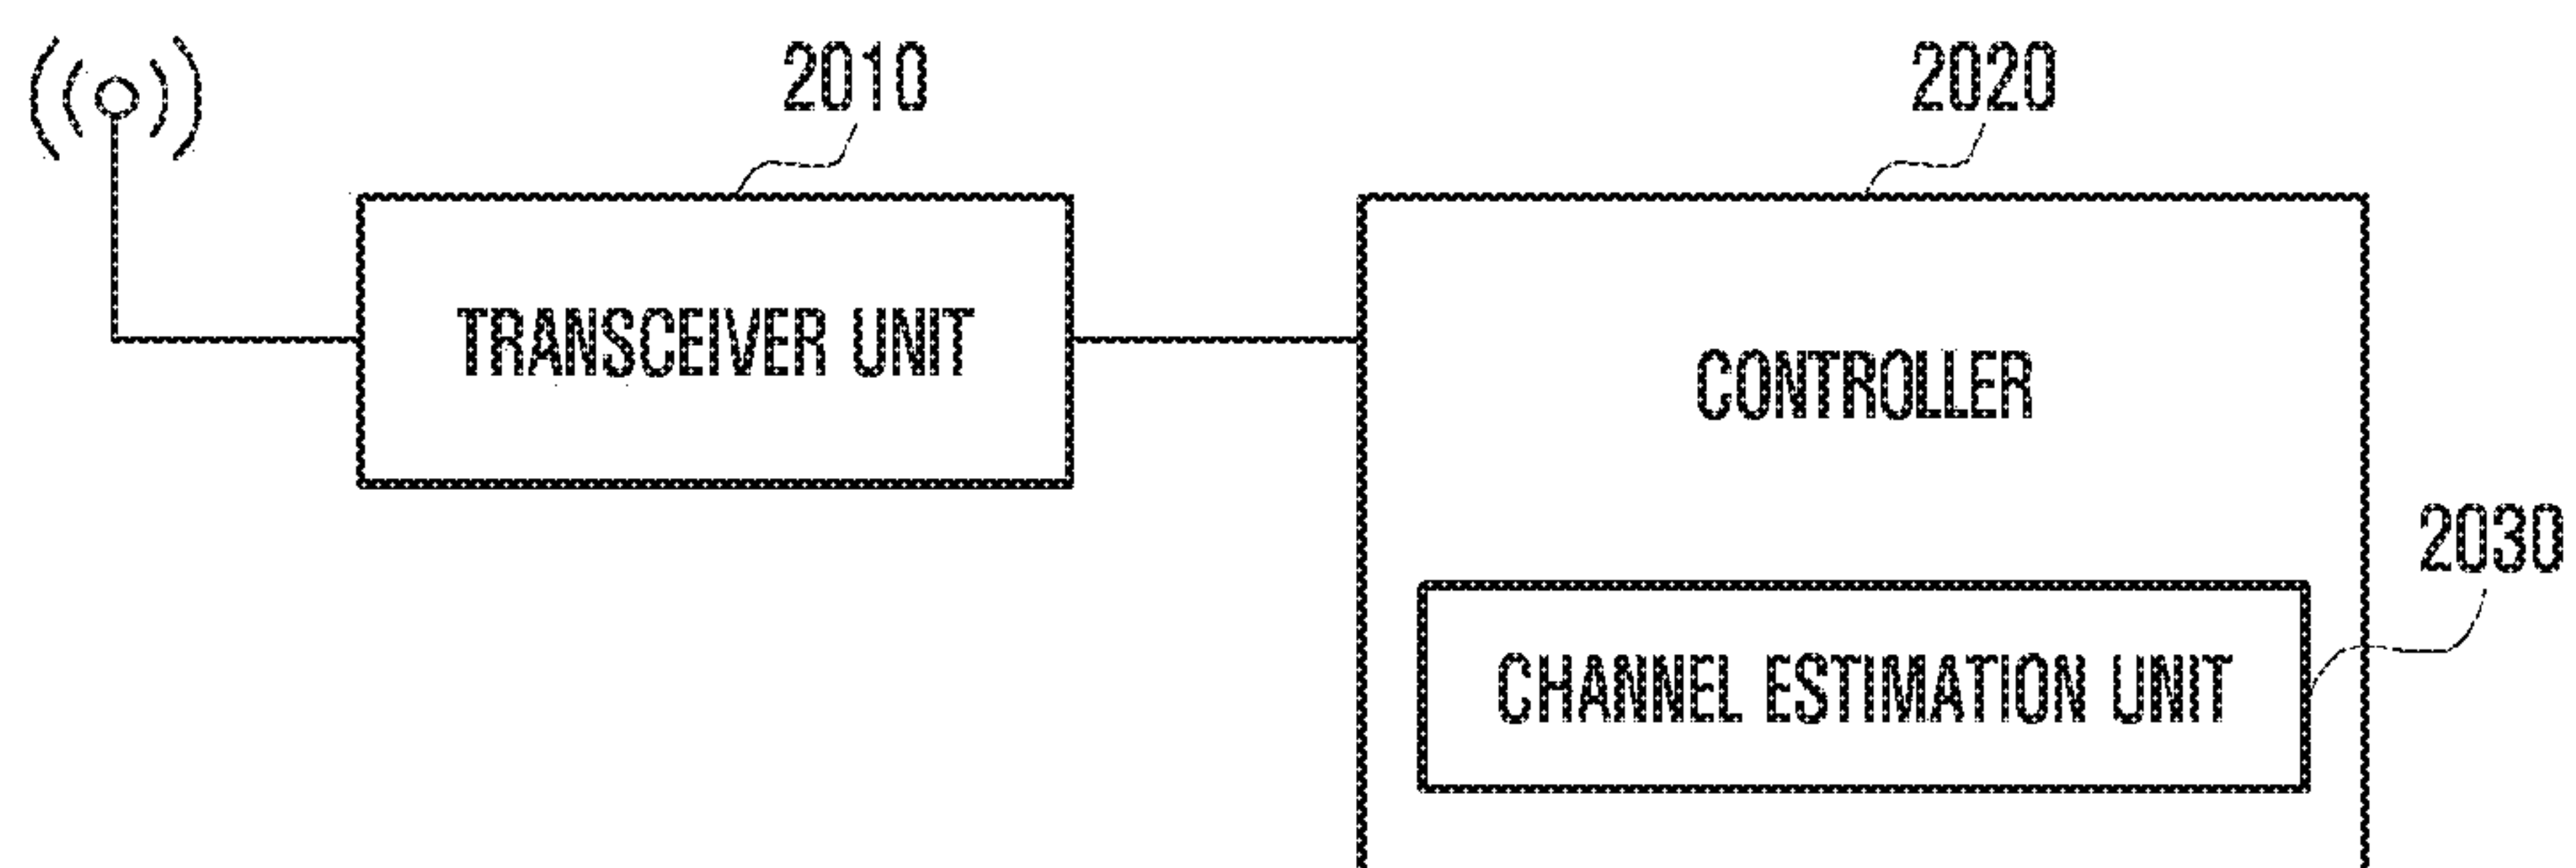 2010
2020
TRANSCEIVER UNIT
CONTROLLER
2030
CHANNEL ESTIMATION UNIT